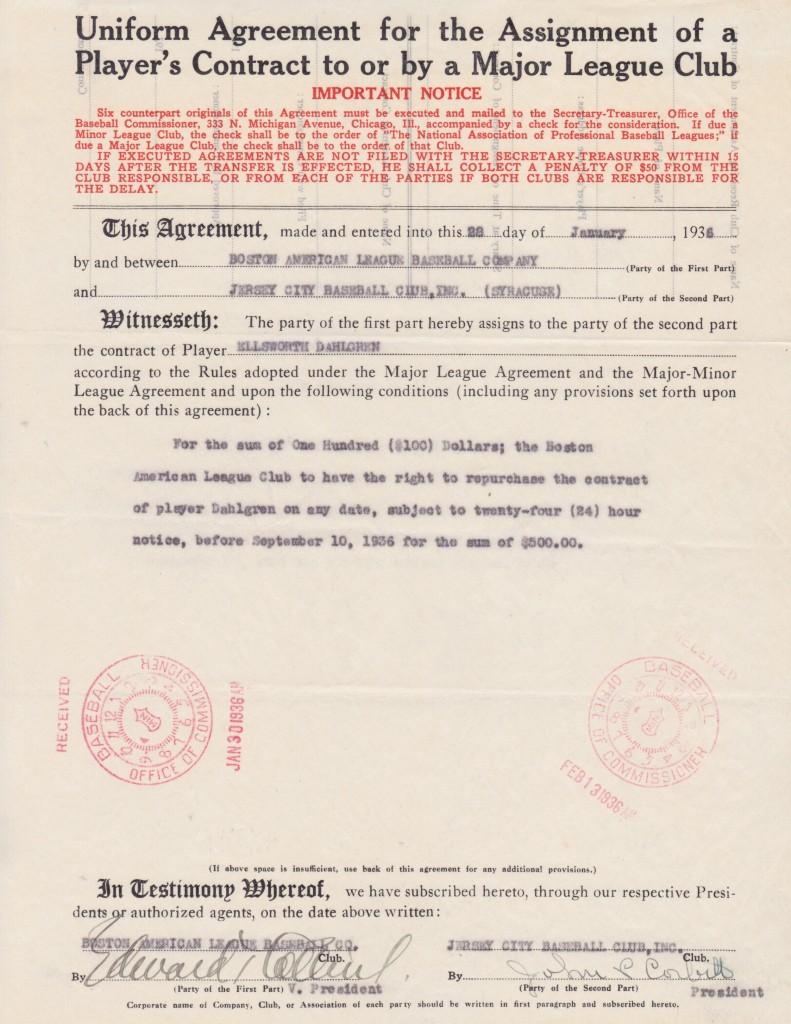 Uniform Agreement for the Assignment of a
Player's Contract to or by a Major League Club
IMPORTANT NOTICE
Six counterpart originals of this Agreement must be executed and mailed to the Secretary-Treasurer, Office of the
Baseball Commissioner, 333 N. Michigan Avenue, Chicago, Ill., accompanied by a check for the consideration. If due a
Minor League Club, the check shall be to the order of "The National Association of Professional Baseball Leagues;" if
due a Major League Club, the check shall be to the order of that Club.
IF EXECUTED AGREEMENTS ARE NOT FILED WITH THE SECRETARY-TREASURER WITHIN 15
DAYS AFTER THE TRANSFER IS EFFECTED, HE SHALL COLLECT A PENALTY OF $50 FROM THE
CLUB RESPONSIBLE, OR FROM EACH OF THE PARTIES IF BOTH CLUBS ARE RESPONSIBLE FOR
THE DELAY.
This Agreement, made and entered into this 28 day of January, 1936
by and between BOSTON AMERICAN LEAGUE BASEBALL COMPANY
(Party of the First Part)
and JERSEY CITY BASEBALL CLUB,INC. (SYRACUSE)
(Party of the Second Part)
Witnesseth: The party of the first part hereby assigns to the party of the second part
the contract of Player ELLSWORTH DAHLGREN
according to the Rules adopted under the Major League Agreement and the Major-Minor
League Agreement and upon the following conditions (including any provisions set forth upon
the back of this agreement) :
For the sum of One Hundred ($100) Dollars; the Boston
American League Club to have the right to repurchase the contract
of player Dahlgren on any date, subject to twenty-four (24) hour
notice, before September 10, 1936 for the sum of $500.00.
RECEIVED
BASEBALL
OFFICE OF COMMISSIONER
JAN 30 1936 AM
RECEIVED
BASEBALL
OFFICE OF COMMISSIONER
FEB 13 1936 AM
(If above space is insufficient, use back of this agreement for any additional provisions.)
In Testimony Whereof, we have subscribed hereto, through our respective Presi-
dents or authorized agents, on the date above written :
BOSTON AMERICAN LEAGUE BASEBALL CO. JERSEY CITY BASEBALL CLUB,INC.
Club. Club.
By Edward Collins By John C Corbett
(Party of the First Part) V. President (Party of the Second Part) President
Corporate name of Company, Club, or Association of each party should be written in first paragraph and subscribed hereto.